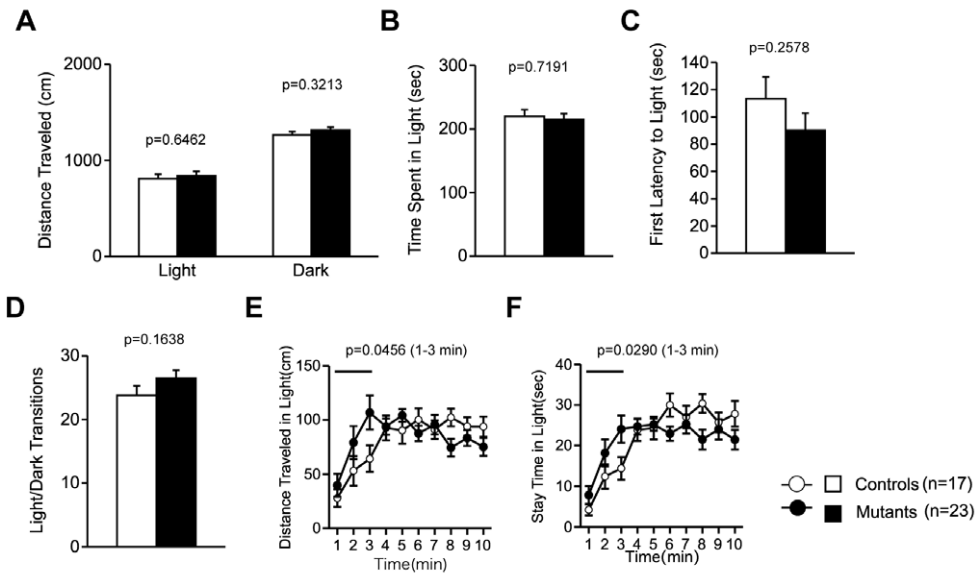 A
Distance Traveled (cm)
2000
1000
0
p=0.6462
p=0.3213
Light
Dark
B
Time Spent in Light (sec)
300
200
100
0
p=0.7191
C
First Latency to Light (sec)
140
120
100
80
60
40
20
0
p=0.2578
D
Light/Dark Transitions
30
20
10
0
p=0.1638
E
Distance Traveled in Light(cm)
p=0.0456 (1-3 min)
150
100
50
0
1 2 3 4 5 6 7 8 9 10
Time(min)
F
Stay Time in Light(sec)
p=0.0290 (1-3 min)
40
30
20
10
0
1 2 3 4 5 6 7 8 9 10
Time(min)
Controls (n=17)
Mutants (n=23)